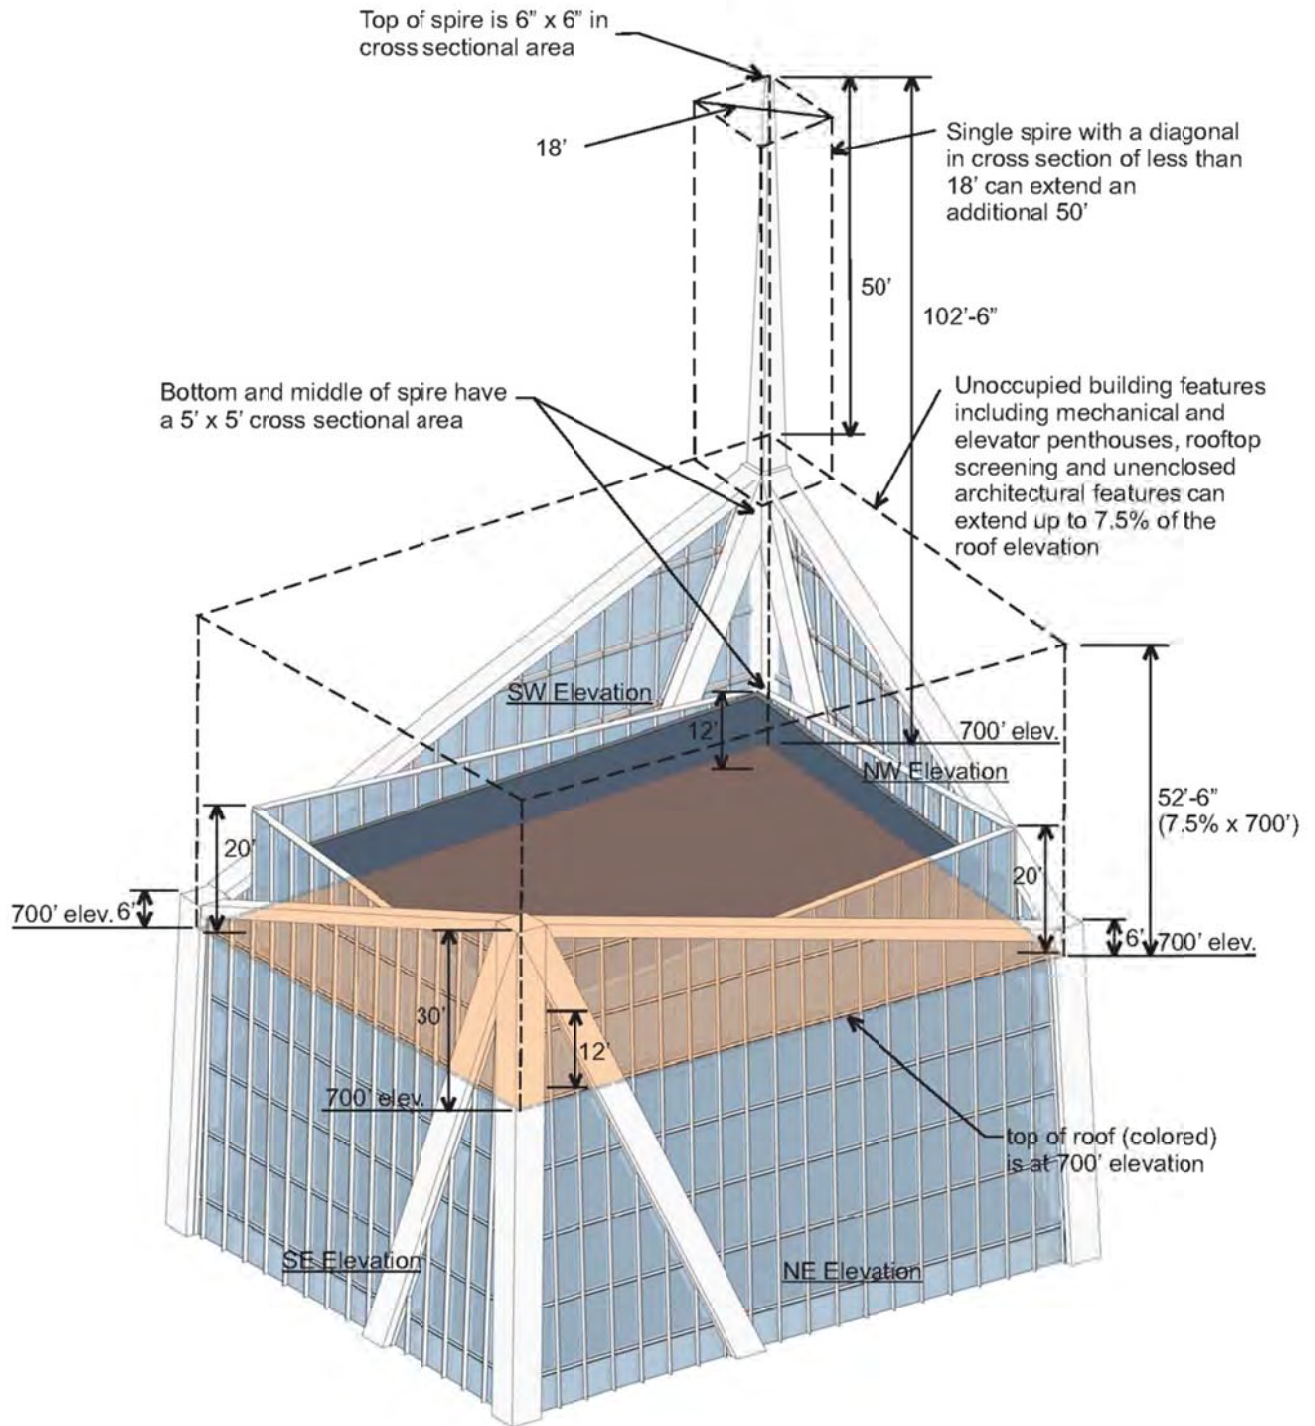 Top of spire is 6” x 6” in
cross sectional area
18’
Single spire with a diagonal
in cross section of less than
18’ can extend an
additional 50’
50’
102’-6”
Bottom and middle of spire have
a 5’ x 5’ cross sectional area
Unoccupied building features
including mechanical and
elevator penthouses, rooftop
screening and unenclosed
architectural features can
extend up to 7.5% of the
roof elevation
SW Elevation
12’
700’ elev.
NW Elevation
52’-6”
(7.5% x 700’)
20’
20’
700’ elev.
6’
6’
700’ elev.
30’
12’
700’ elev.
top of roof (colored)
is at 700’ elevation
SE Elevation
NE Elevation